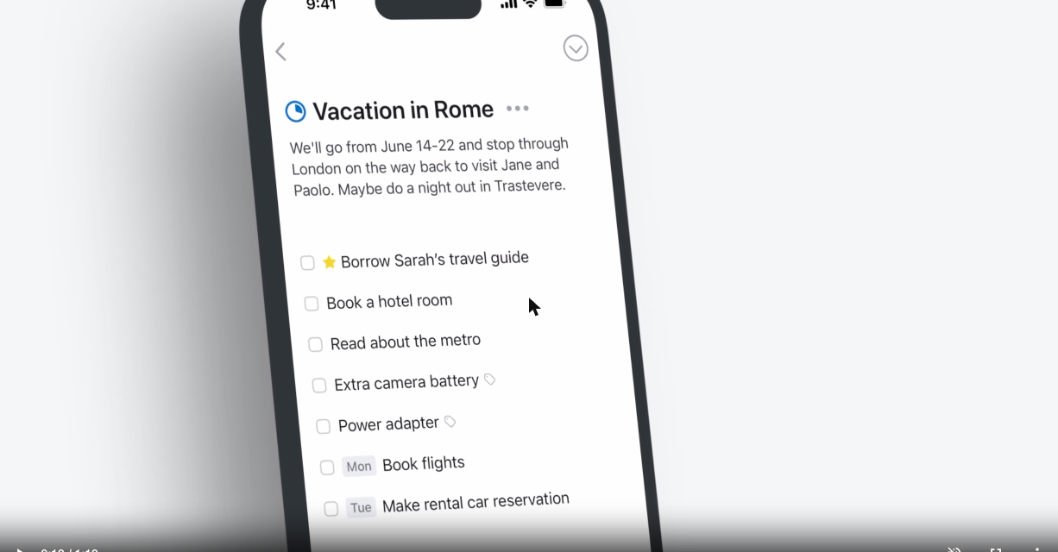 9:41
Vacation in Rome
We'll go from June 14-22 and stop through
London on the way back to visit Jane and
Paolo. Maybe do a night out in Trastevere.
Borrow Sarah's travel guide
Book a hotel room
Read about the metro
Extra camera battery
Power adapter
Mon Book flights
Tue Make rental car reservation